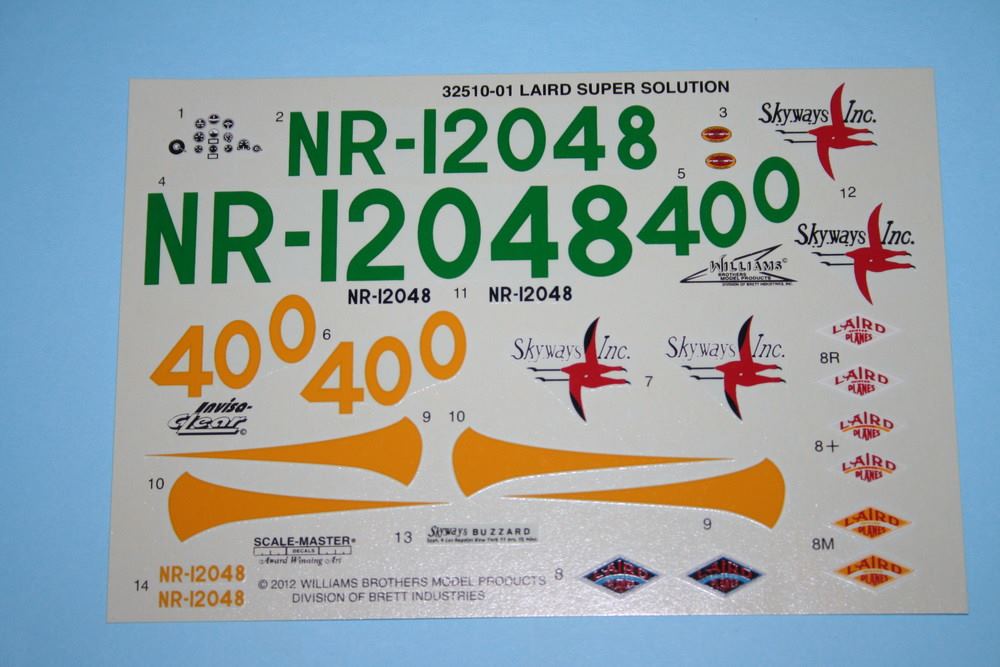 32510-01 LAIRD SUPER SOLUTION
1
2
NR-12048
3
Skyways Inc.
4
NR-12048
5
400
12
Skyways Inc.
WILLIAMS©
BROTHERS
MODEL PRODUCTS
DIVISION OF BRETT INDUSTRIES, INC.
NR-12048
11
NR-12048
400
6
400
Skyways Inc.
7
Skyways Inc.
LAIRD
PLANES
8R
LAIRD
PLANES
Inviso-
Clear©
9
10
LAIRD
PLANES
8+
LAIRD
PLANES
10
9
LAIRD
PLANES
8M
LAIRD
PLANES
SCALE-MASTER®
DECALS
Award Winning Art
13
Skyways BUZZARD
14
NR-12048
NR-12048
© 2012 WILLIAMS BROTHERS MODEL PRODUCTS
DIVISION OF BRETT INDUSTRIES
8
LAIRD
LAIRD